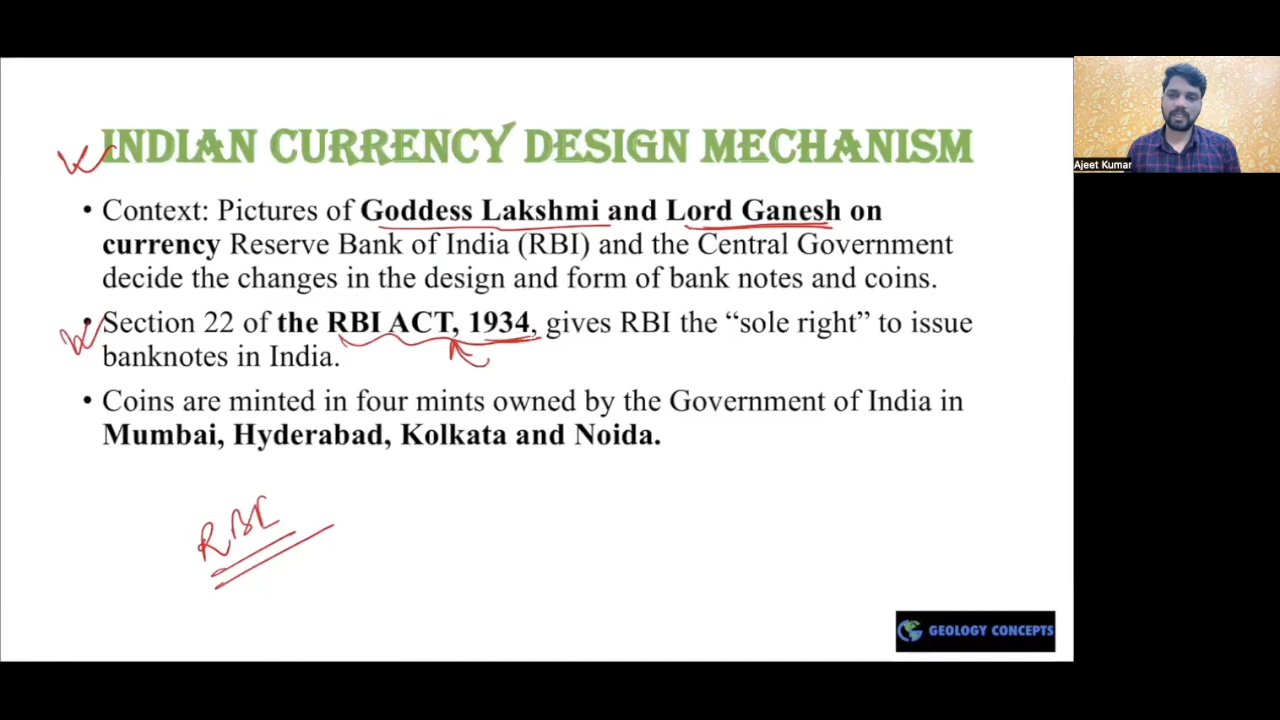 INDIAN CURRENCY DESIGN MECHANISM
Ajeet Kumar
• Context: Pictures of Goddess Lakshmi and Lord Ganesh on
currency Reserve Bank of India (RBI) and the Central Government
decide the changes in the design and form of bank notes and coins.
• Section 22 of the RBI ACT, 1934, gives RBI the “sole right” to issue
banknotes in India.
• Coins are minted in four mints owned by the Government of India in
Mumbai, Hyderabad, Kolkata and Noida.
RBI
GEOLOGY CONCEPTS